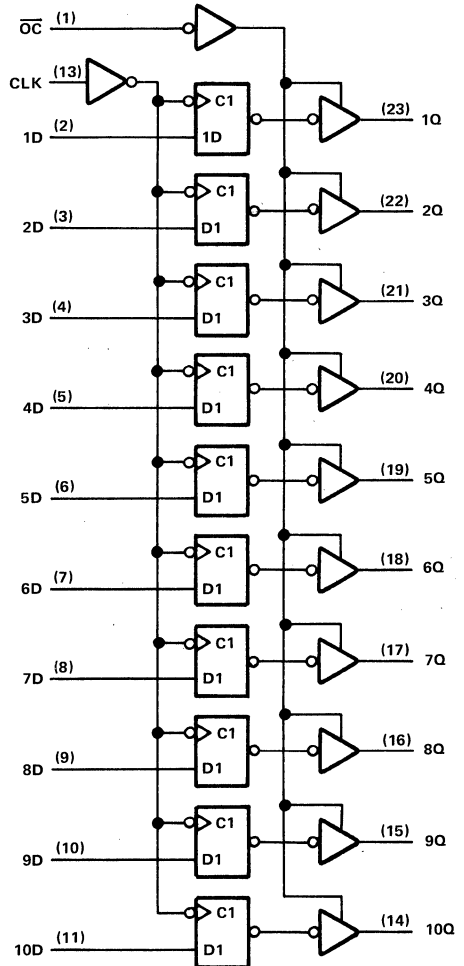 O͞C͞ (1)
CLK (13)
C1
(23) 1Q
1D (2) 1D
C1
(22) 2Q
2D (3) D1
C1
(21) 3Q
3D (4) D1
C1
(20) 4Q
4D (5) D1
C1
(19) 5Q
5D (6) D1
C1
(18) 6Q
6D (7) D1
C1
(17) 7Q
7D (8) D1
C1
(16) 8Q
8D (9) D1
C1
(15) 9Q
9D (10) D1
C1
(14) 10Q
10D (11) D1